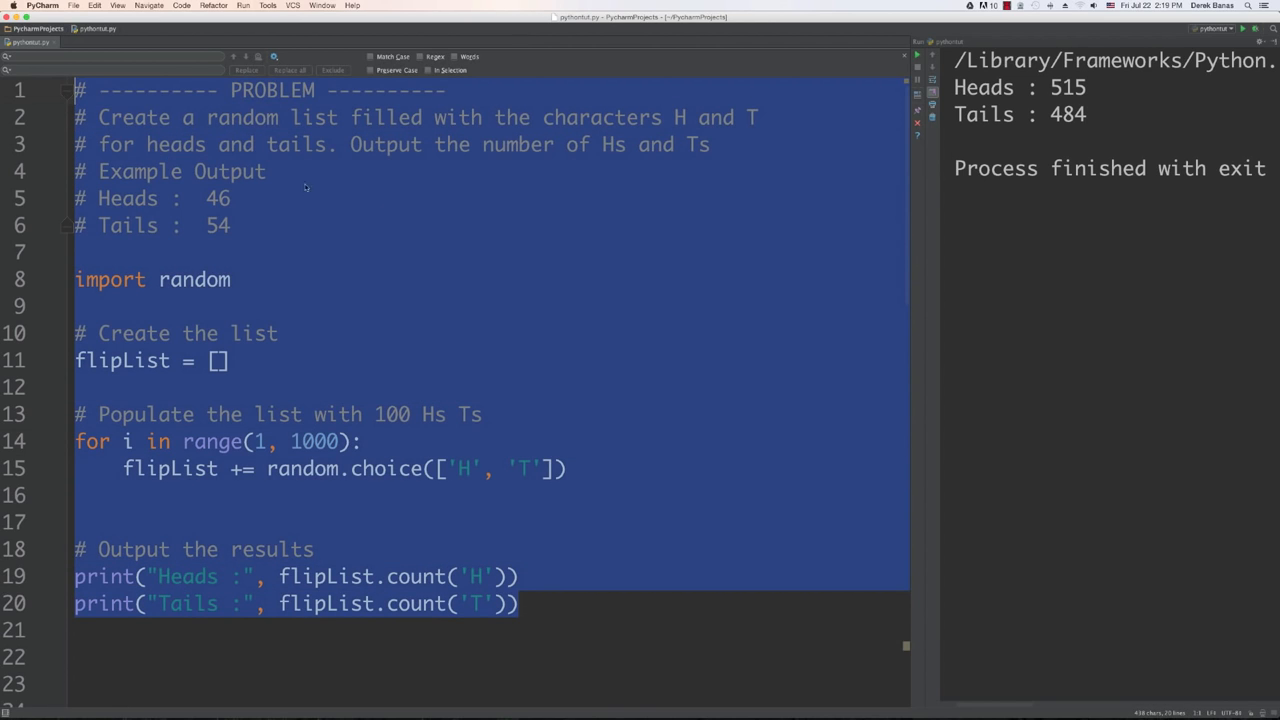 PyCharm File Edit View Navigate Code Refactor Run Tools VCS Window Help
10 Fri Jul 22 2:19 PM Derek Banas
pythontut.py - PycharmProjects - [~/PycharmProjects]
PycharmProjects pythontut.py
pythontut
pythontut.py
Run: pythontut
Match Case Regex Words
Replace Replace all Exclude Preserve Case In Selection
1 # ---------- PROBLEM ----------
2 # Create a random list filled with the characters H and T
3 # for heads and tails. Output the number of Hs and Ts
4 # Example Output
5 # Heads :  46
6 # Tails :  54
7
8 import random
9
10 # Create the list
11 flipList = []
12
13 # Populate the list with 100 Hs Ts
14 for i in range(1, 1000):
15     flipList += random.choice(['H', 'T'])
16
17
18 # Output the results
19 print("Heads :", flipList.count('H'))
20 print("Tails :", flipList.count('T'))
21
22
23
24
/Library/Frameworks/Python.
Heads : 515
Tails : 484
Process finished with exit
438 chars, 20 lines 1:1 LF≠ UTF-8≠